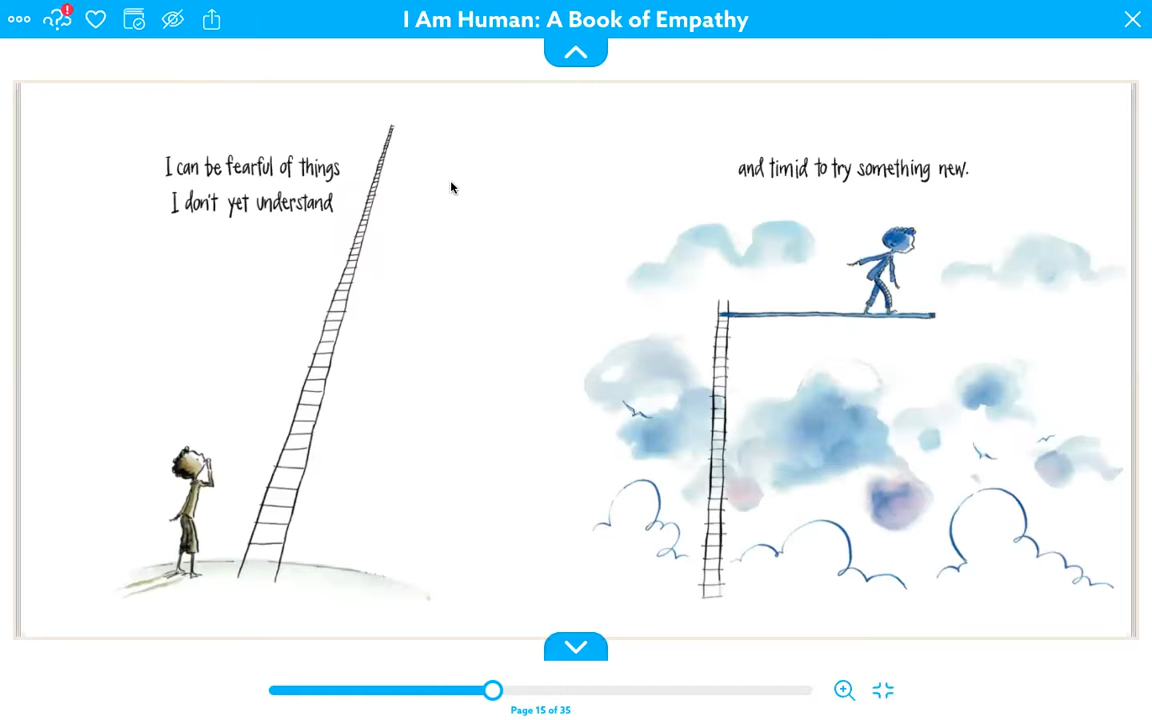 I Am Human: A Book of Empathy
I can be fearful of things
I don't yet understand
and timid to try something new.
Page 15 of 35